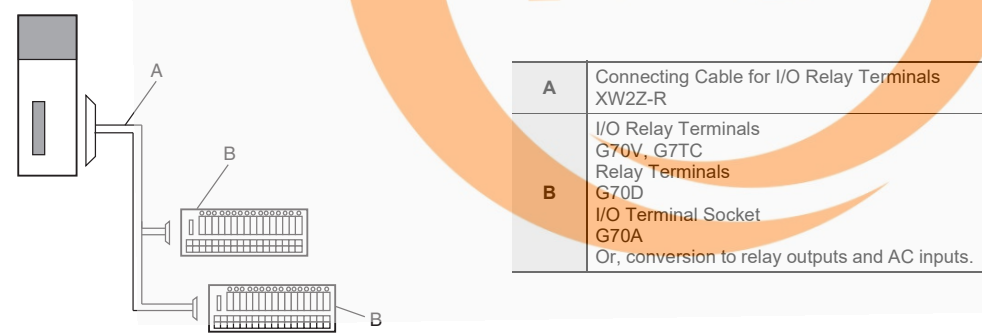 A
B
B
A
Connecting Cable for I/O Relay Terminals
XW2Z-R
B
I/O Relay Terminals
G70V, G7TC
Relay Terminals
G70D
I/O Terminal Socket
G70A
Or, conversion to relay outputs and AC inputs.